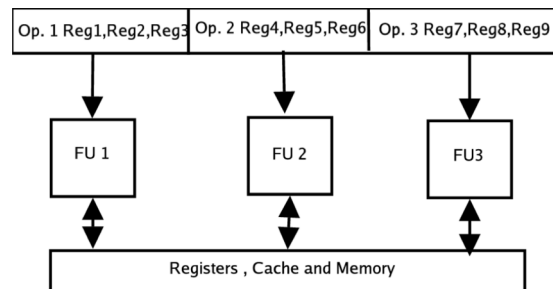 Op. 1 Reg1,Reg2,Reg3 Op. 2 Reg4,Reg5,Reg6 Op. 3 Reg7,Reg8,Reg9
FU 1 FU 2 FU3
Registers , Cache and Memory